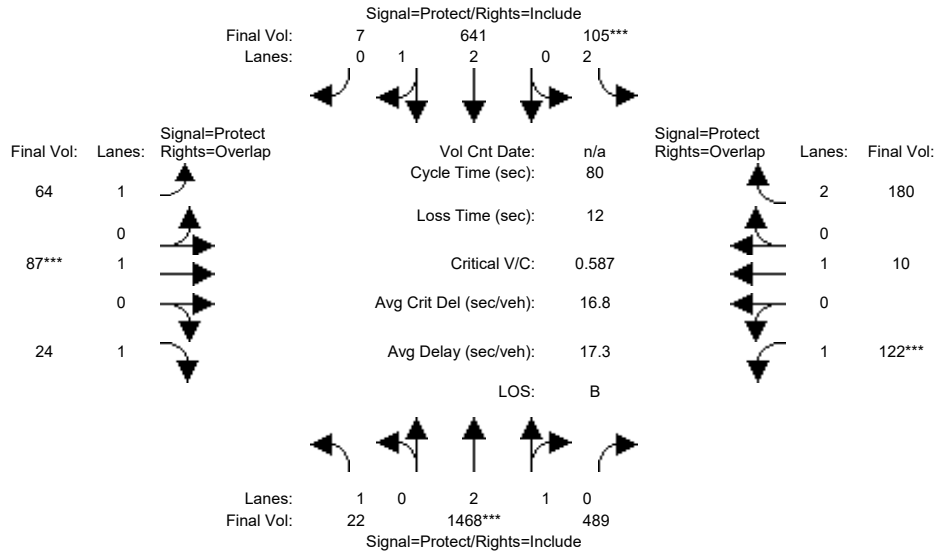 Signal=Protect/Rights=Include
Final Vol: 7 641 105***
Lanes: 0 1 2 0 2
Signal=Protect
Final Vol: Lanes: Rights=Overlap
Vol Cnt Date: n/a
Signal=Protect
Rights=Overlap Lanes: Final Vol:
Cycle Time (sec): 80
64 1
2 180
Loss Time (sec): 12
0
0
87*** 1
Critical V/C: 0.587
1 10
0
Avg Crit Del (sec/veh): 16.8
0
24 1
Avg Delay (sec/veh): 17.3
1 122***
LOS: B
Lanes: 1 0 2 1 0
Final Vol: 22 1468*** 489
Signal=Protect/Rights=Include